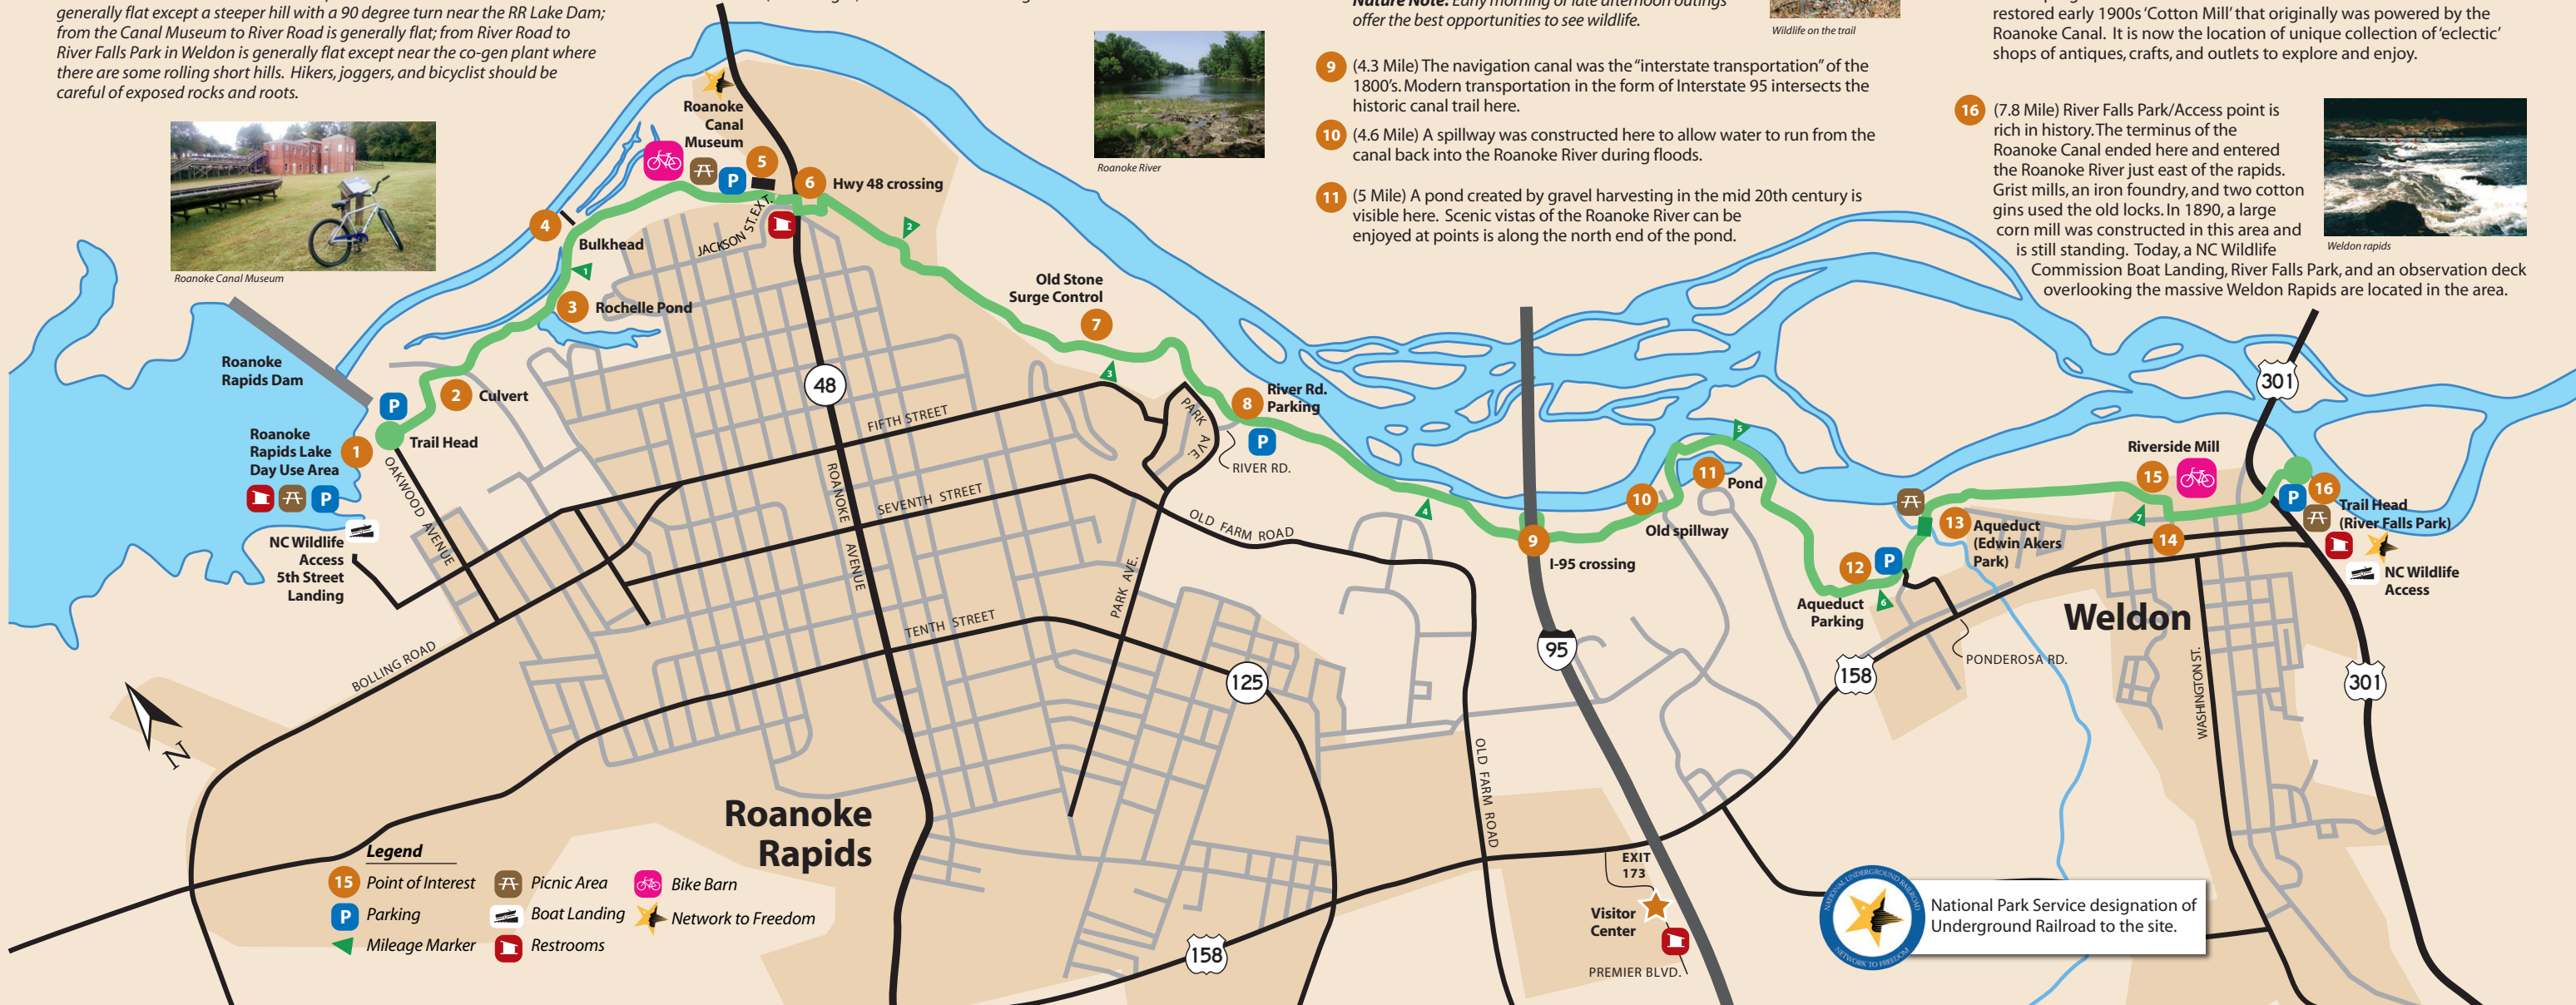 generally flat except a steeper hill with a 90 degree turn near the RR Lake Dam;
from the Canal Museum to River Road is generally flat; from River Road to
River Falls Park in Weldon is generally flat except near the co-gen plant where
there are some rolling short hills. Hikers, joggers, and bicyclist should be
careful of exposed rocks and roots.
Roanoke Canal Museum
Roanoke River
offer the best opportunities to see wildlife.
Wildlife on the trail
9 (4.3 Mile) The navigation canal was the "interstate transportation" of the
1800's. Modern transportation in the form of Interstate 95 intersects the
historic canal trail here.
10 (4.6 Mile) A spillway was constructed here to allow water to run from the
canal back into the Roanoke River during floods.
11 (5 Mile) A pond created by gravel harvesting in the mid 20th century is
visible here. Scenic vistas of the Roanoke River can be
enjoyed at points is along the north end of the pond.
restored early 1900s 'Cotton Mill' that originally was powered by the
Roanoke Canal. It is now the location of unique collection of 'eclectic'
shops of antiques, crafts, and outlets to explore and enjoy.
16 (7.8 Mile) River Falls Park/Access point is
rich in history. The terminus of the
Roanoke Canal ended here and entered
the Roanoke River just east of the rapids.
Grist mills, an iron foundry, and two cotton
gins used the old locks. In 1890, a large
corn mill was constructed in this area and
is still standing. Today, a NC Wildlife
Commission Boat Landing, River Falls Park, and an observation deck
overlooking the massive Weldon Rapids are located in the area.
Weldon rapids
Roanoke
Canal
Museum
P
5
6
Hwy 48 crossing
JACKSON ST. EXT.
4
Bulkhead
1
2
3
Rochelle Pond
Old Stone
Surge Control
7
3
Roanoke
Rapids Dam
P
2
Culvert
Trail Head
Roanoke
Rapids Lake
Day Use Area
1
P
NC Wildlife
Access
5th Street
Landing
OAKWOOD AVENUE
BOLLING ROAD
48
FIFTH STREET
ROANOKE AVENUE
SEVENTH STREET
TENTH STREET
PARK AVE.
PARK AVE.
8
River Rd.
Parking
P
RIVER RD.
OLD FARM ROAD
4
9
I-95 crossing
10
Old spillway
11
Pond
5
12
P
Aqueduct
Parking
6
13
Aqueduct
(Edwin Akers
Park)
Riverside Mill
15
7
14
301
16
P
Trail Head
(River Falls Park)
NC Wildlife
Access
Weldon
PONDEROSA RD.
WASHINGTON ST.
301
158
95
125
OLD FARM ROAD
N
Roanoke
Rapids
Legend
15 Point of Interest
P Parking
Mileage Marker
Picnic Area
Boat Landing
Restrooms
Bike Barn
Network to Freedom
158
EXIT
173
Visitor
Center
PREMIER BLVD.
NATIONAL UNDERGROUND RAILROAD
NETWORK TO FREEDOM
National Park Service designation of
Underground Railroad to the site.